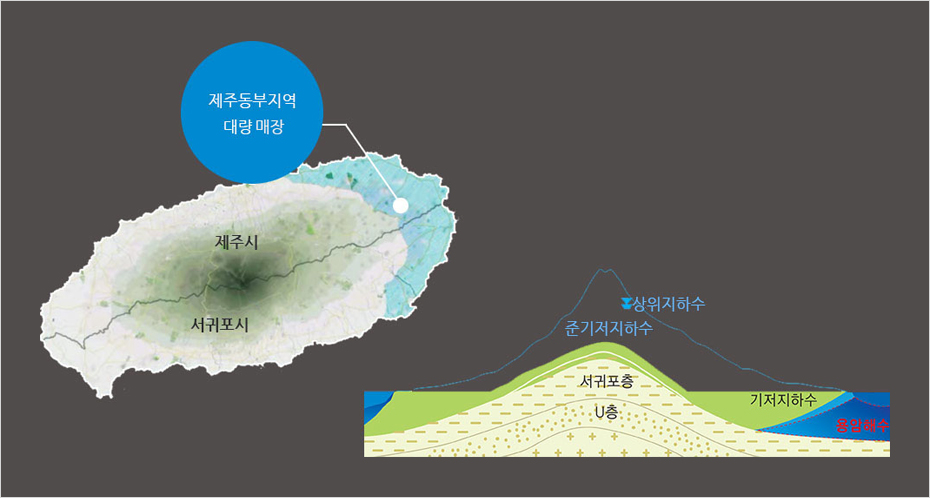 제주동부지역
대량 매장
제주시
서귀포시
상위지하수
준기저지하수
서귀포층
기저지하수
U층
용암해수